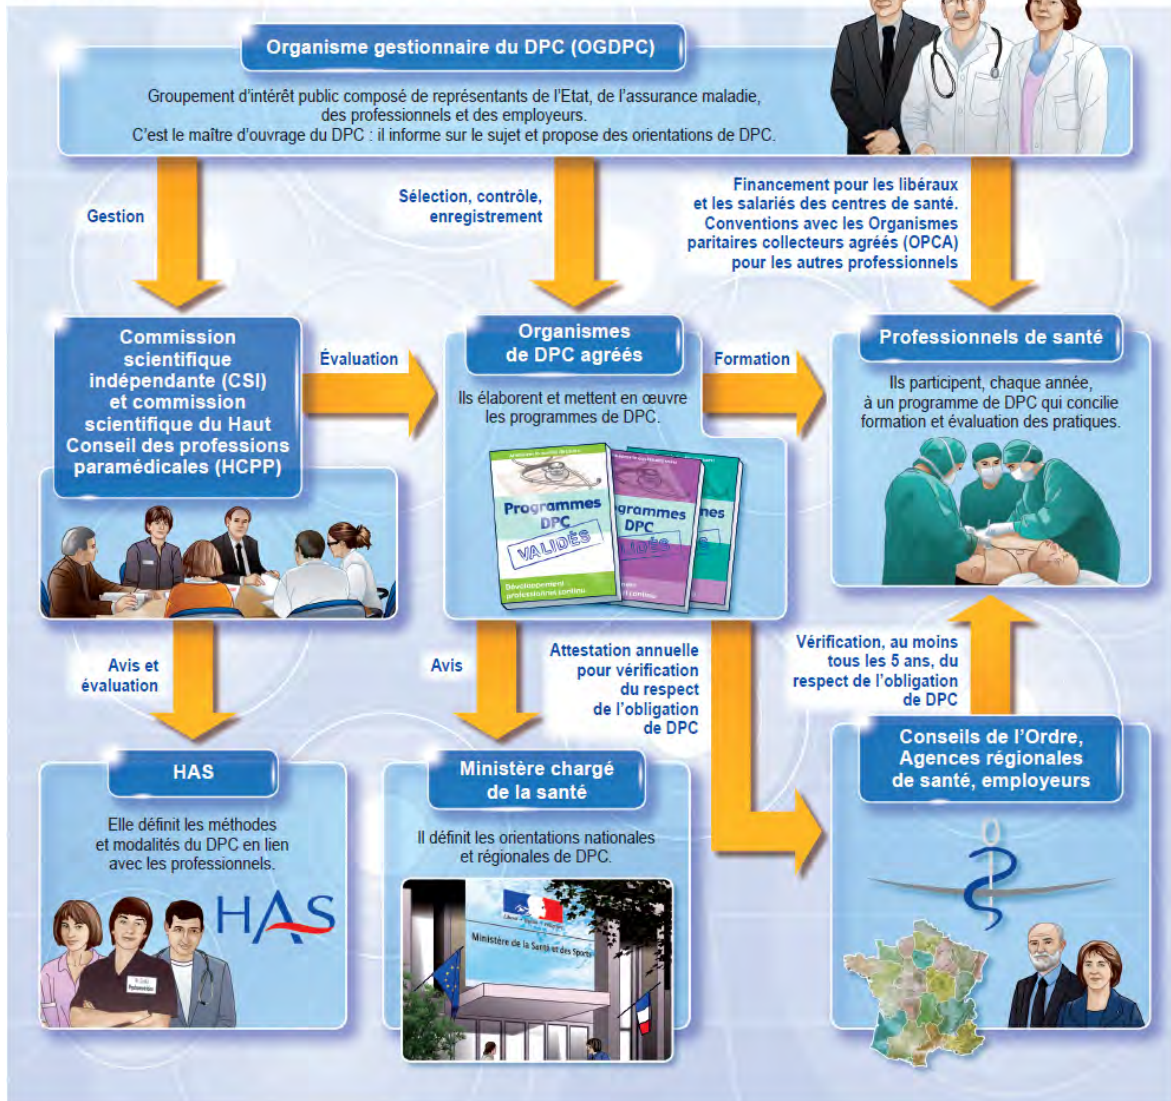 Organisme gestionnaire du DPC (OGDPC)
Groupement d'intérêt public composé de représentants de l'Etat, de l'assurance maladie,
des professionnels et des employeurs.
C'est le maître d'ouvrage du DPC : il informe sur le sujet et propose des orientations de DPC.
Gestion
Sélection, contrôle,
enregistrement
Financement pour les libéraux
et les salariés des centres de santé.
Conventions avec les Organismes
paritaires collecteurs agréés (OPCA)
pour les autres professionnels
Commission
scientifique
indépendante (CSI)
et commission
scientifique du Haut
Conseil des professions
paramédicales (HCPP)
Évaluation
Organismes
de DPC agréés
Ils élaborent et mettent en œuvre
les programmes de DPC.
Programmes
DPC
VALIDÉS
Développement
professionnel continu
grammes
DPC
ALIDÉS
l continu
mes
S
Formation
Professionnels de santé
Ils participent, chaque année,
à un programme de DPC qui concilie
formation et évaluation des pratiques.
Avis et
évaluation
Avis
Attestation annuelle
pour vérification
du respect
de l'obligation
de DPC
Vérification, au moins
tous les 5 ans, du
respect de l'obligation
de DPC
HAS
Elle définit les méthodes
et modalités du DPC en lien
avec les professionnels.
HAS
Ministère chargé
de la santé
Il définit les orientations nationales
et régionales de DPC.
Ministère de la Santé et des Sports
Conseils de l'Ordre,
Agences régionales
de santé, employeurs